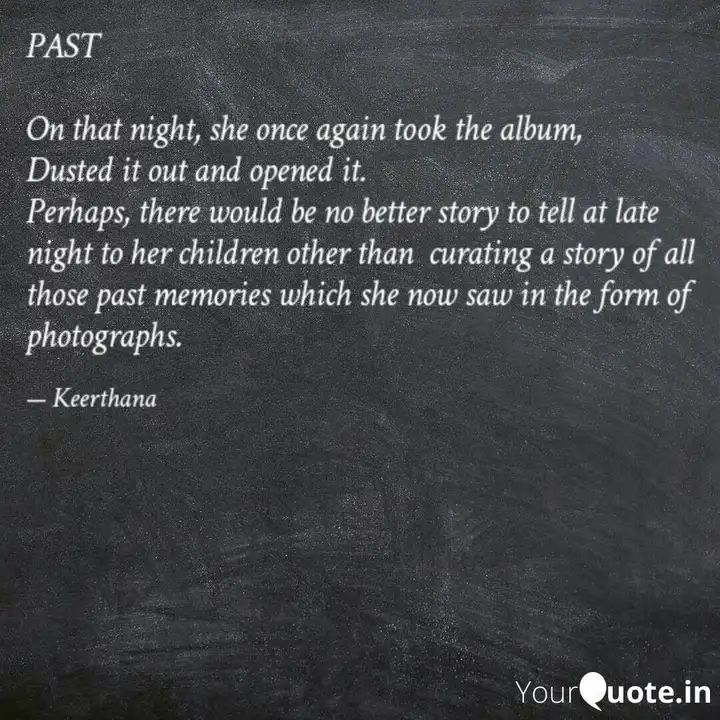 PAST
On that night, she once again took the album,
Dusted it out and opened it.
Perhaps, there would be no better story to tell at late
night to her children other than  curating a story of all
those past memories which she now saw in the form of
photographs.
— Keerthana
YourQuote.in